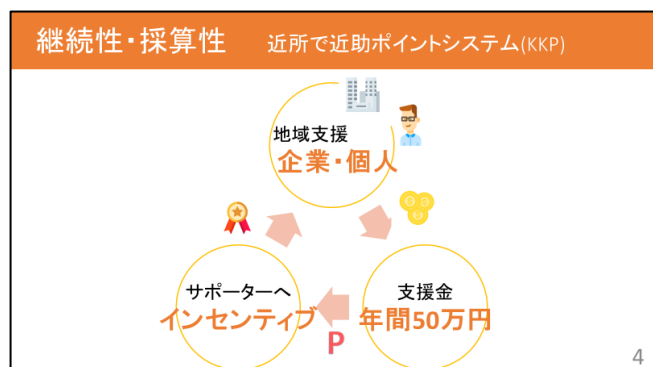 継続性・採算性 近所で近助ポイントシステム(KKP)
地域支援
企業・個人
サポーターへ
インセンティブ
支援金
年間50万円
P
4